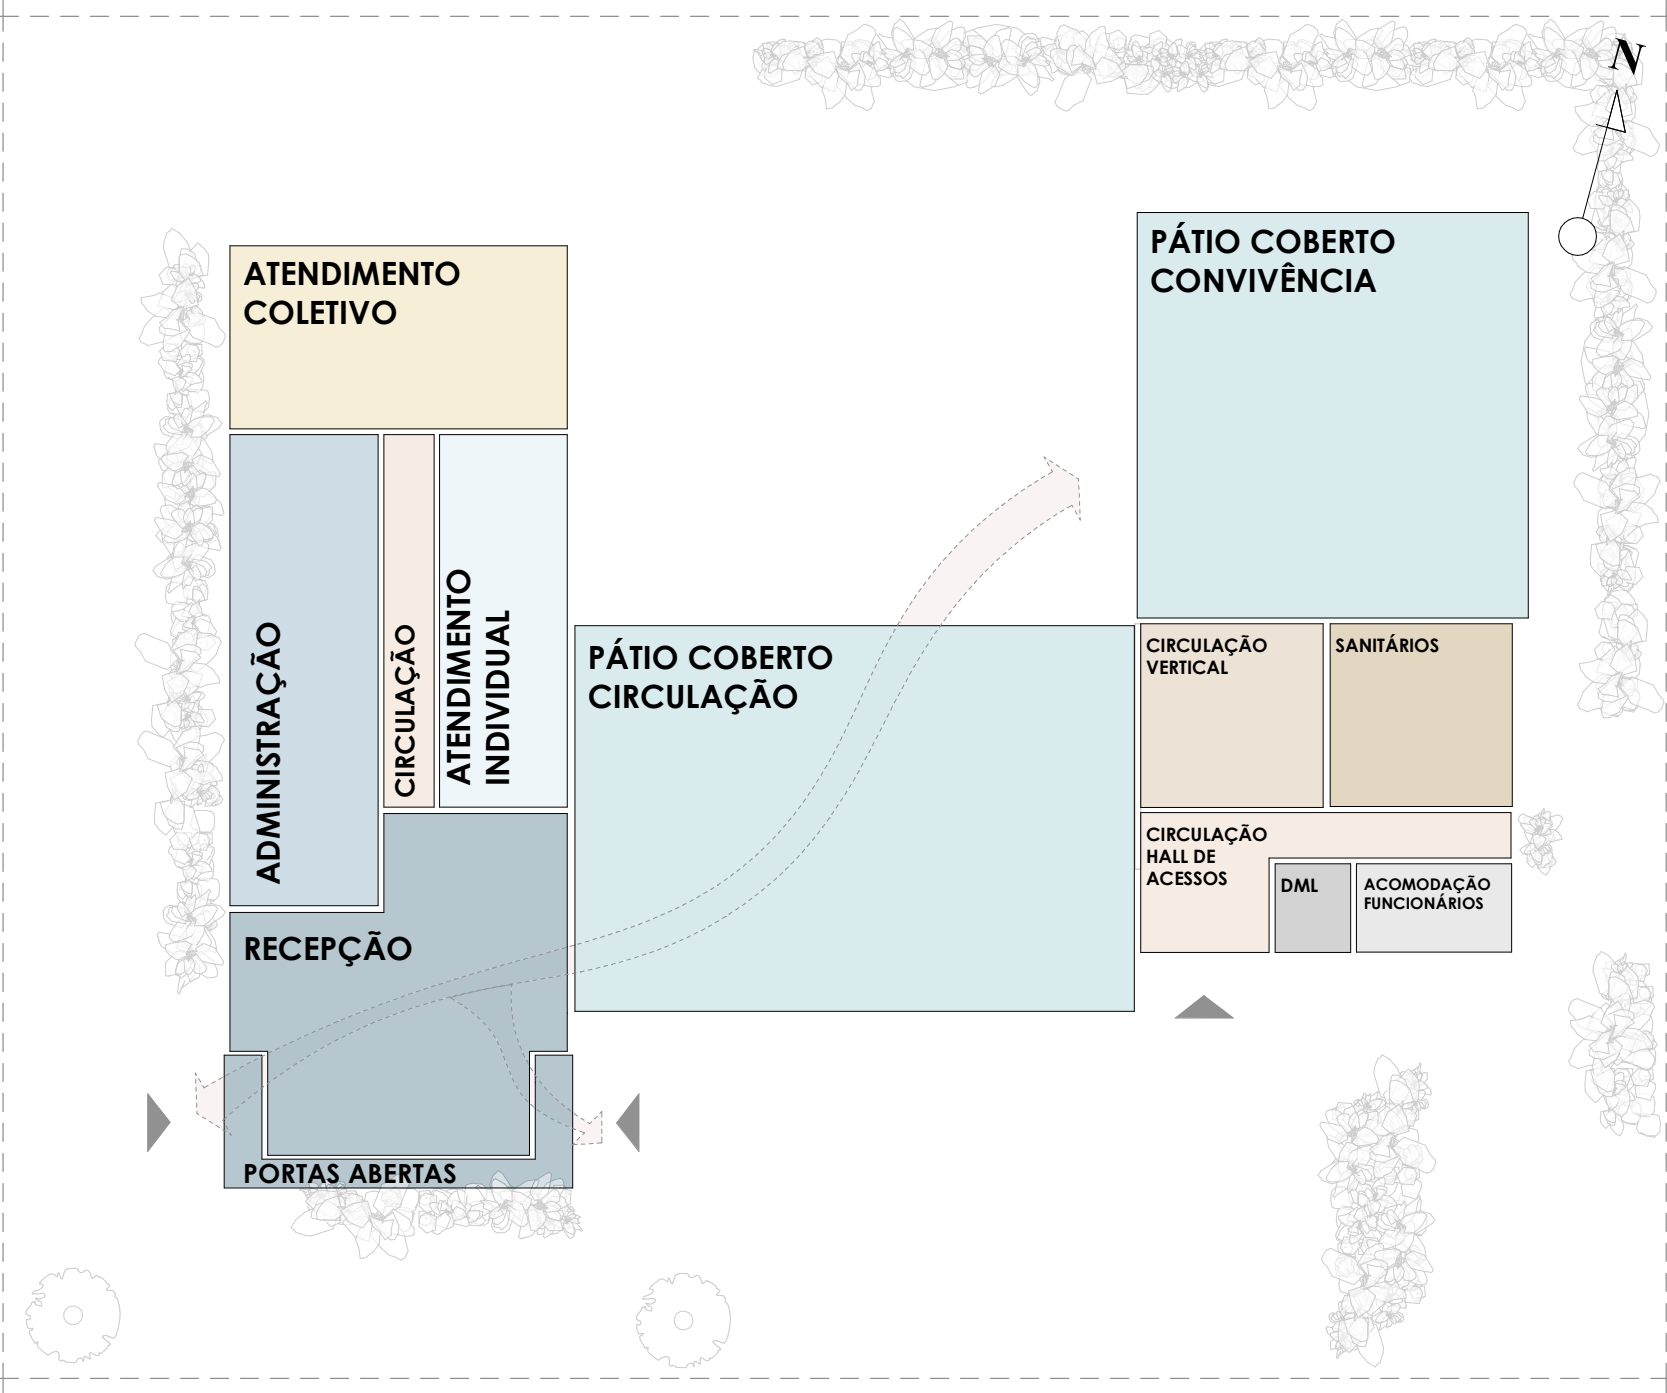 N
PÁTIO COBERTO
CONVIVÊNCIA
ATENDIMENTO
COLETIVO
ADMINISTRAÇÃO
CIRCULAÇÃO
ATENDIMENTO
INDIVIDUAL
PÁTIO COBERTO
CIRCULAÇÃO
CIRCULAÇÃO
VERTICAL
SANITÁRIOS
CIRCULAÇÃO
HALL DE
ACESSOS
DML
ACOMODAÇÃO
FUNCIONÁRIOS
RECEPÇÃO
PORTAS ABERTAS